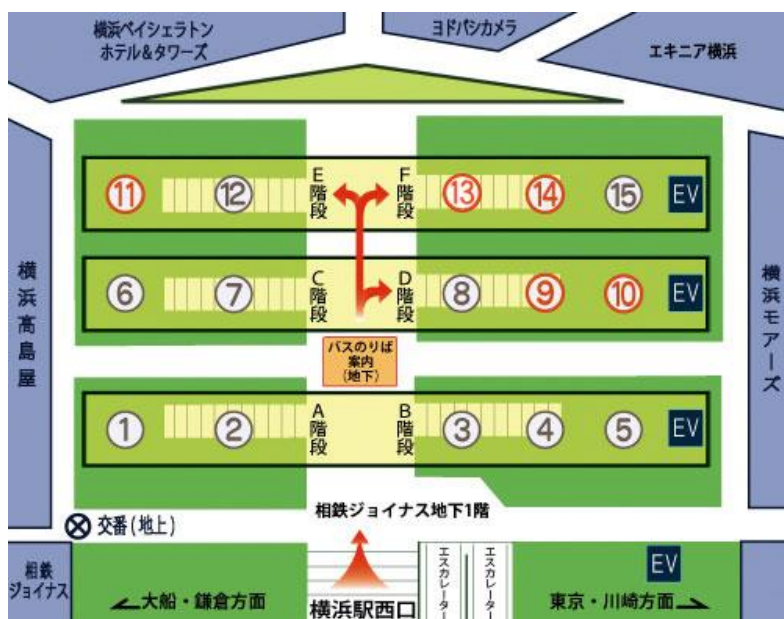 横浜ベイシェラトン
ホテル&タワーズ
ヨドバシカメラ
エキニア横浜
横浜高島屋
横浜モアーズ
⑪
⑫
E階段
F階段
⑬
⑭
⑮
EV
⑥
⑦
C階段
D階段
⑧
⑨
⑩
EV
バスのりば
案内
(地下)
①
②
A階段
B階段
③
④
⑤
EV
相鉄ジョイナス地下1階
交番(地上)
相鉄
ジョイナス
大船・鎌倉方面
横浜駅西口
エスカレーター
エスカレーター
EV
東京・川崎方面